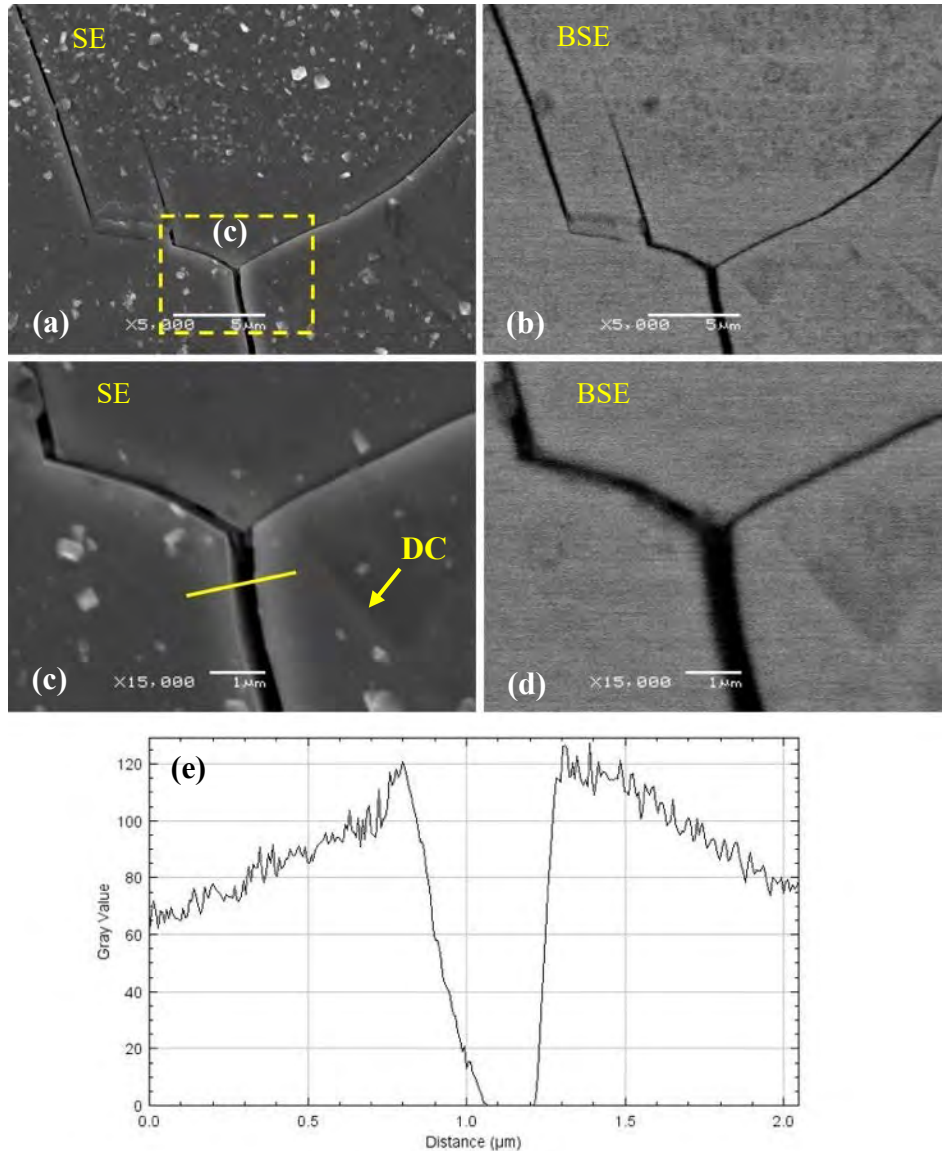 SE
BSE
(c)
(a)
X5,000 5µm
(b)
X5,000 5µm
SE
BSE
DC
(c)
X15,000 1µm
(d)
X15,000 1µm
(e)
120
100
80
60
40
20
0
Gray Value
0.0 0.5 1.0 1.5 2.0
Distance (µm)